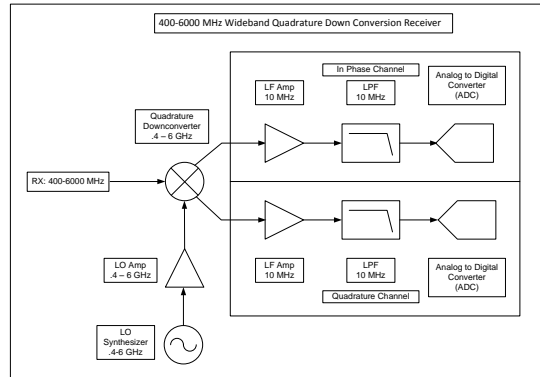 400-6000 MHz Wideband Quadrature Down Conversion Receiver
In Phase Channel
LF Amp
10 MHz
LPF
10 MHz
Analog to Digital
Converter
(ADC)
Quadrature
Downconverter
.4 – 6 GHz
RX: 400-6000 MHz
LO Amp
.4 – 6 GHz
LF Amp
10 MHz
LPF
10 MHz
Analog to Digital
Converter
(ADC)
Quadrature Channel
LO
Synthesizer
.4-6 GHz